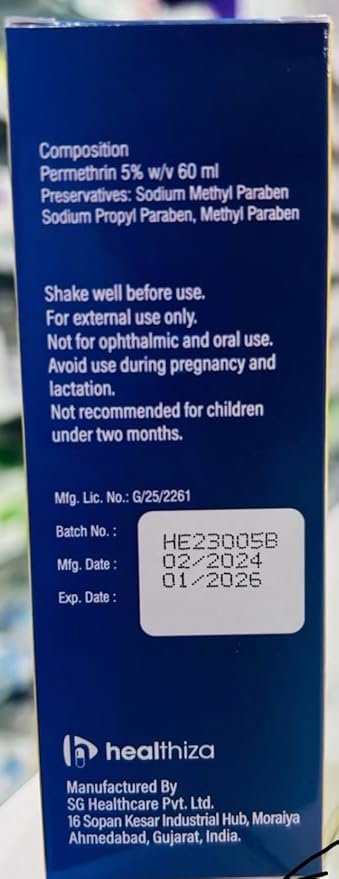 Composition
Permethrin 5% w/v 60 ml
Preservatives: Sodium Methyl Paraben
Sodium Propyl Paraben, Methyl Paraben
Shake well before use.
For external use only.
Not for ophthalmic and oral use.
Avoid use during pregnancy and
lactation.
Not recommended for children
under two months.
Mfg. Lic. No.: G/25/2261
Batch No. : HE23005B
Mfg. Date : 02/2024
Exp. Date : 01/2026
healthiza
Manufactured By
SG Healthcare Pvt. Ltd.
16 Sopan Kesar Industrial Hub, Moraiya
Ahmedabad, Gujarat, India.